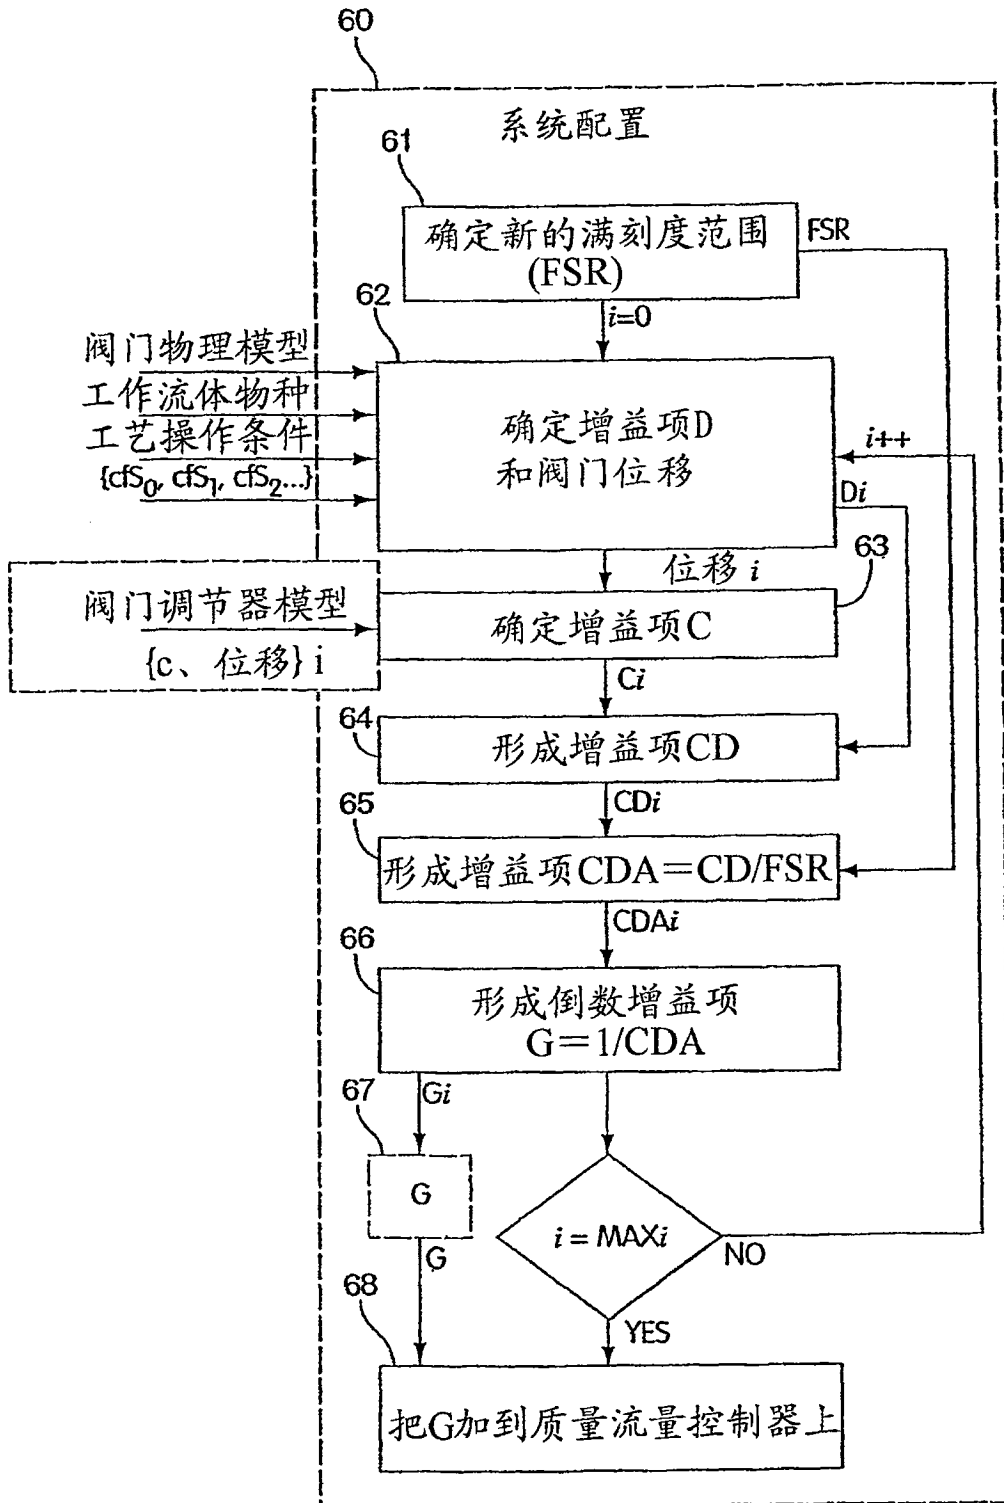 60
系统配置
61
确定新的满刻度范围
(FSR)
FSR
i=0
62
阀门物理模型
工作流体物种
工艺操作条件
{cfS₀, cfS₁, cfS₂...}
确定增益项D
和阀门位移
i++
Di
位移 i
63
阀门调节器模型
{c、位移} i
确定增益项C
Ci
64
形成增益项CD
CDi
65
形成增益项CDA=CD/FSR
CDAi
66
形成倒数增益项
G=1/CDA
Gi
67
G
G
i = MAXi
NO
YES
68
把G加到质量流量控制器上